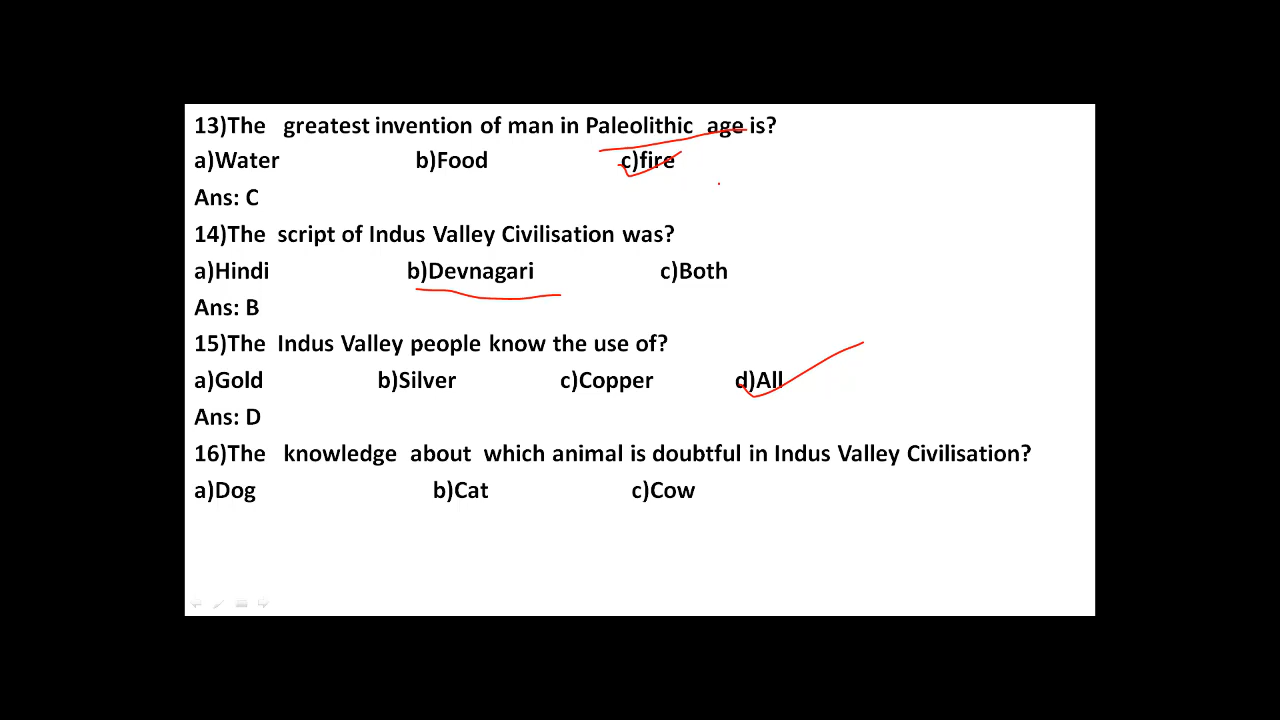 13)The greatest invention of man in Paleolithic age is?
a)Water b)Food c)fire
Ans: C
14)The script of Indus Valley Civilisation was?
a)Hindi b)Devnagari c)Both
Ans: B
15)The Indus Valley people know the use of?
a)Gold b)Silver c)Copper d)All
Ans: D
16)The knowledge about which animal is doubtful in Indus Valley Civilisation?
a)Dog b)Cat c)Cow